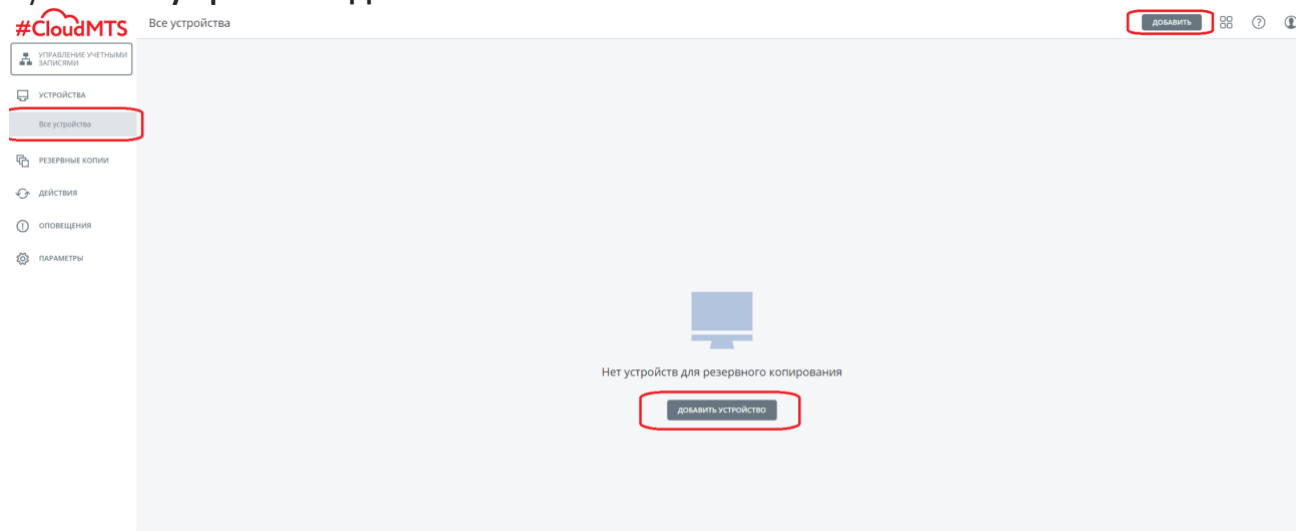 #CloudMTS
Все устройства
ДОБАВИТЬ
УПРАВЛЕНИЕ УЧЕТНЫМИ
ЗАПИСЯМИ
УСТРОЙСТВА
Все устройства
РЕЗЕРВНЫЕ КОПИИ
ДЕЙСТВИЯ
ОПОВЕЩЕНИЯ
ПАРАМЕТРЫ
Нет устройств для резервного копирования
ДОБАВИТЬ УСТРОЙСТВО